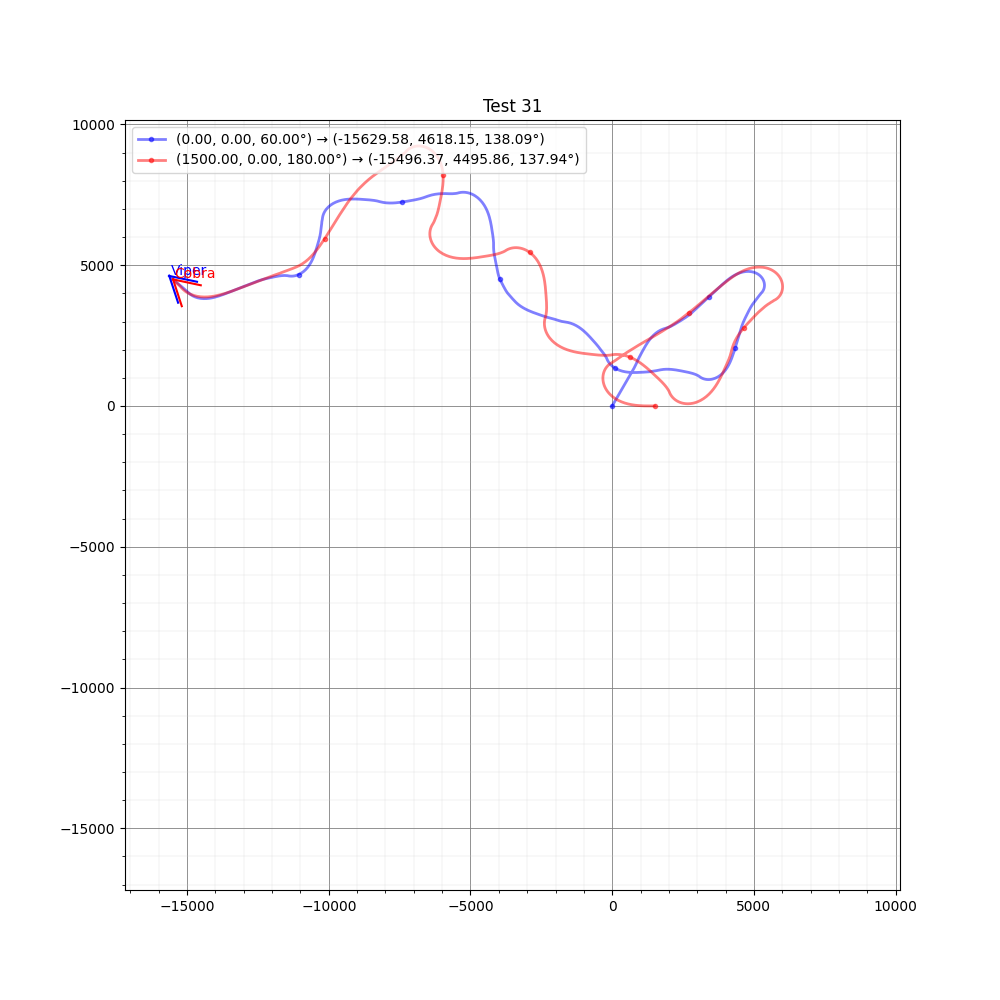 Test 31
(0.00, 0.00, 60.00°) → (-15629.58, 4618.15, 138.09°)
(1500.00, 0.00, 180.00°) → (-15496.37, 4495.86, 137.94°)
10000
5000
0
−5000
−10000
−15000
Viper
Cobra
−15000 −10000 −5000 0 5000 10000